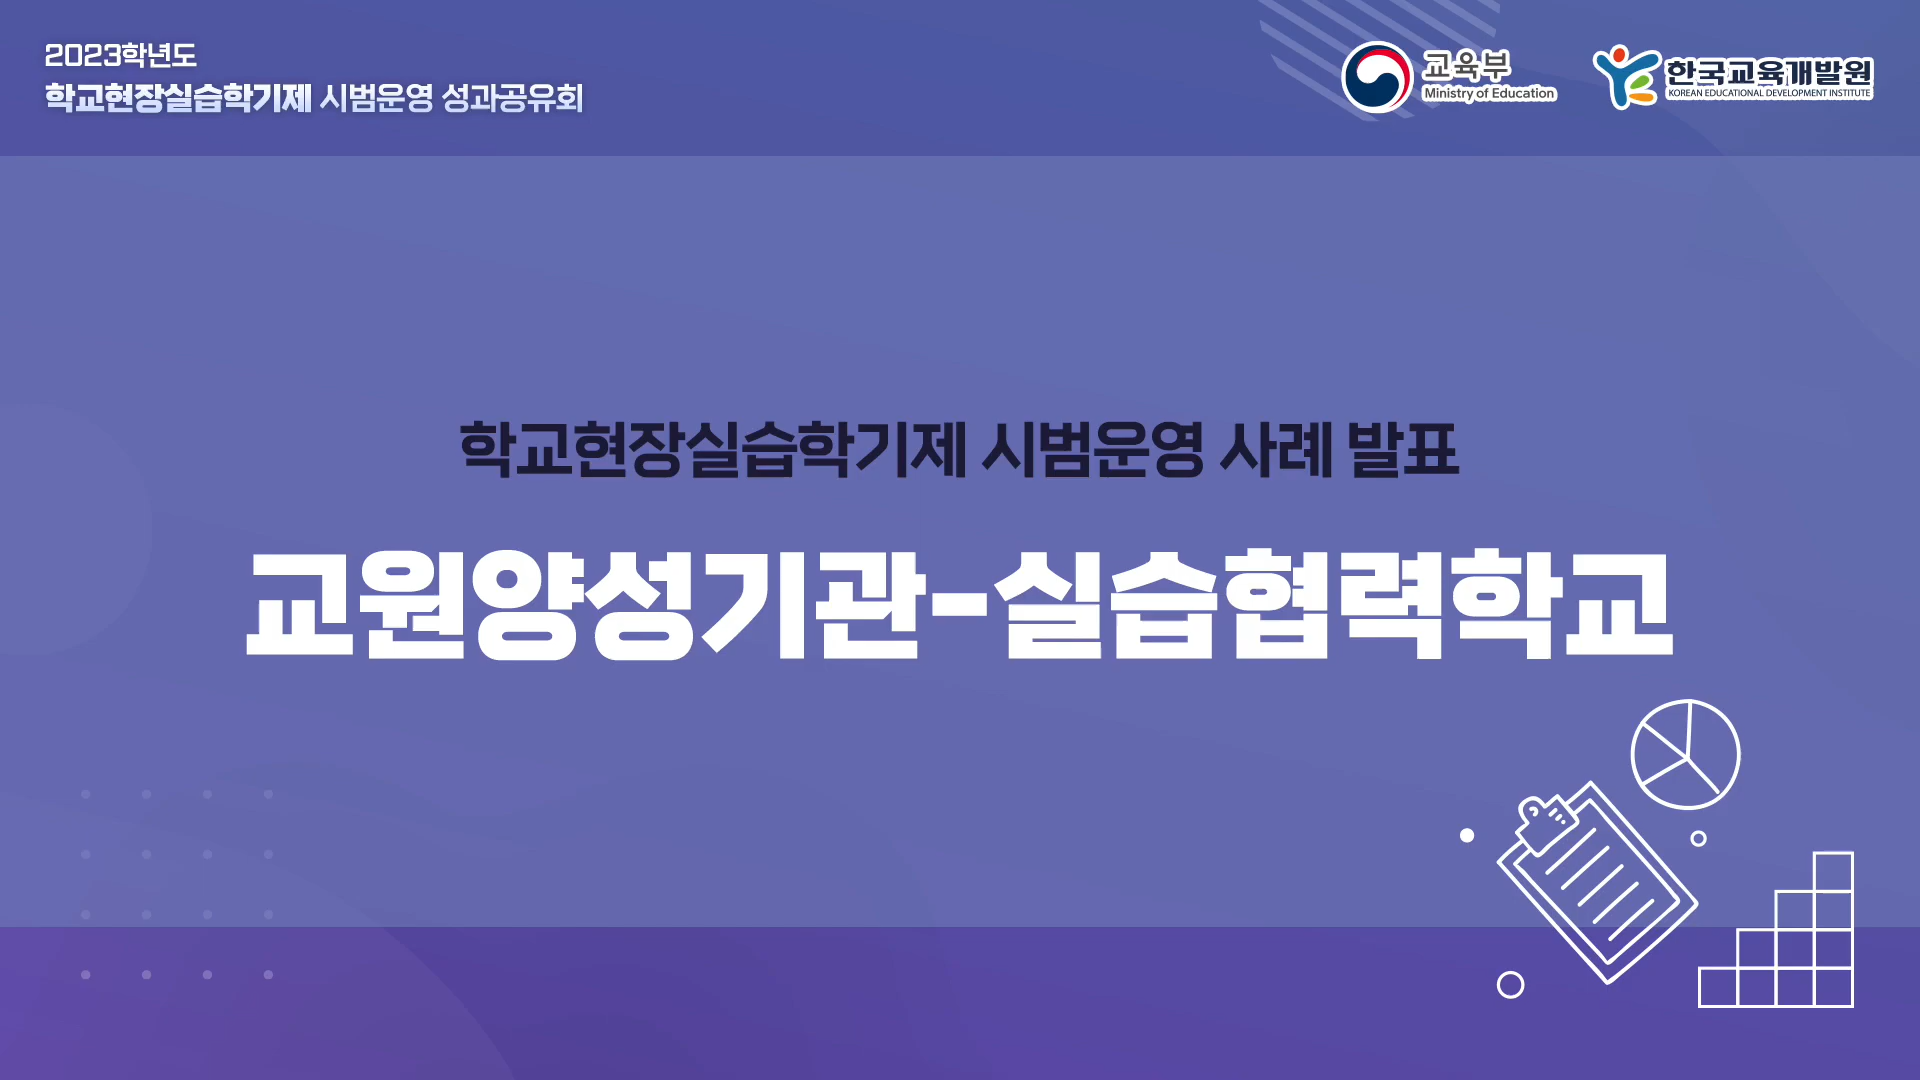 2023학년도
학교현장실습학기제 시범운영 성과공유회
교육부
Ministry of Education
한국교육개발원
KOREAN EDUCATIONAL DEVELOPMENT INSTITUTE
학교현장실습학기제 시범운영 사례 발표
교원양성기관-실습협력학교